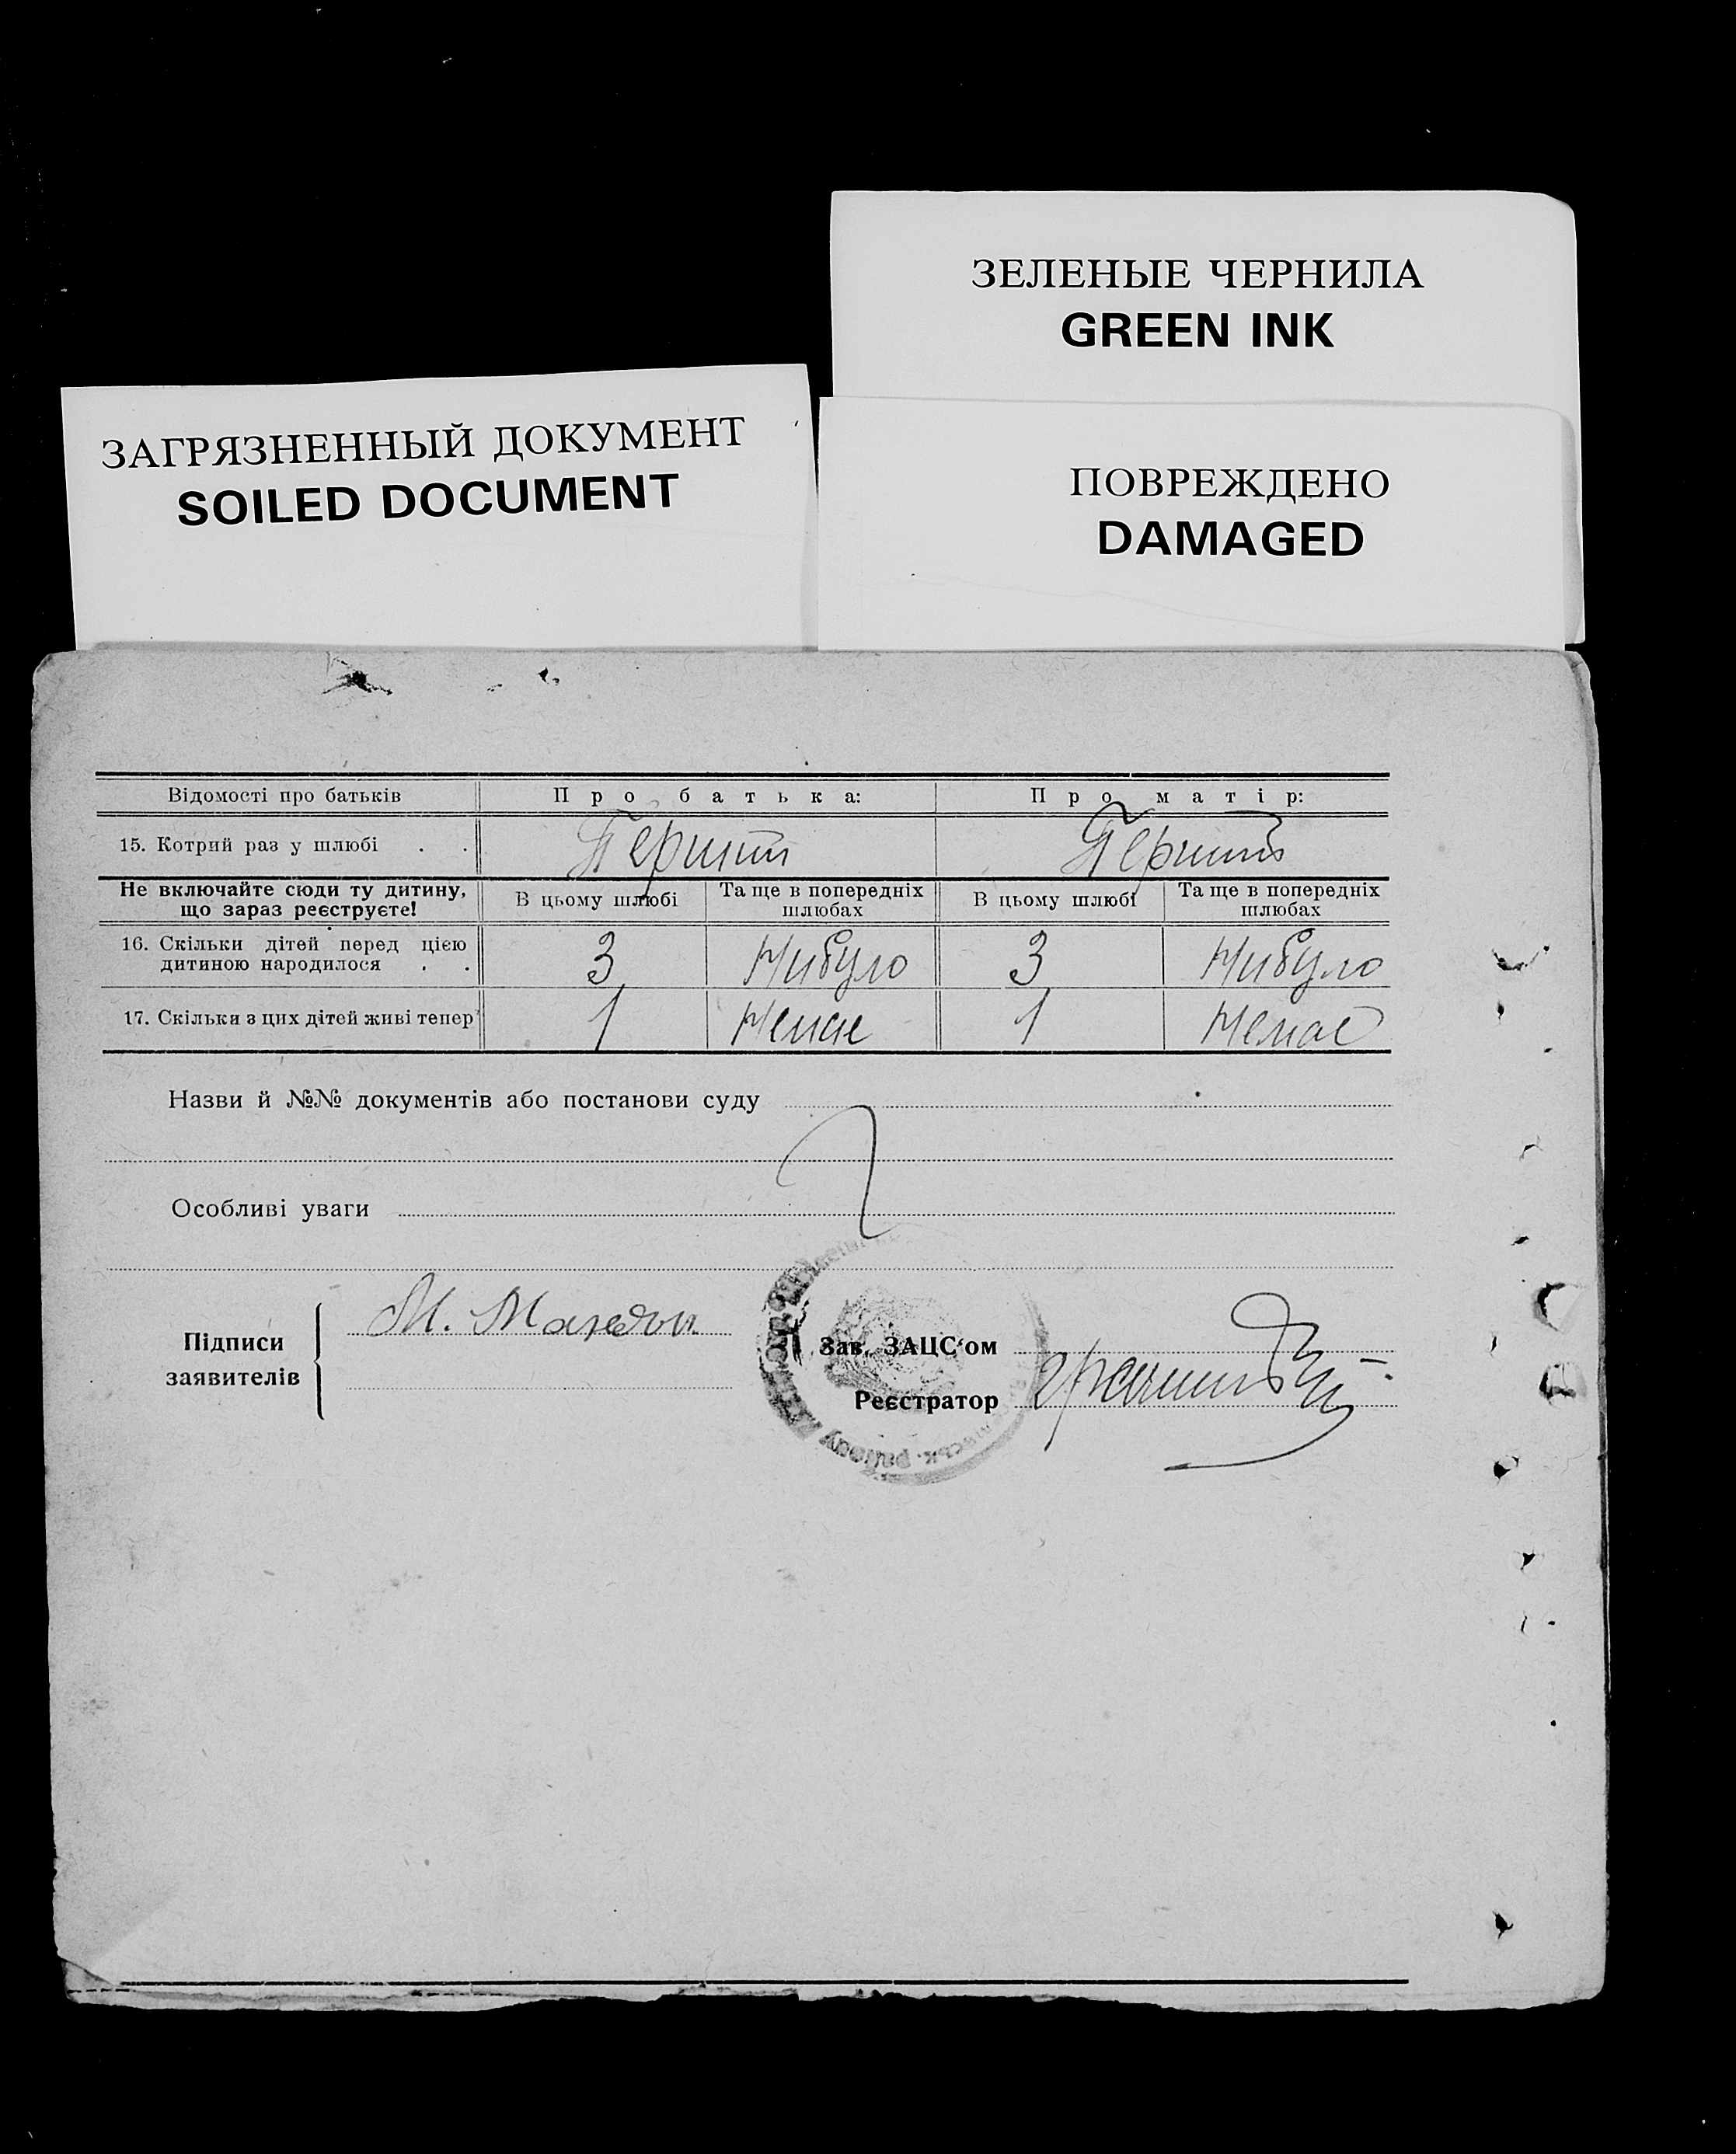 ЗЕЛЕНЫЕ ЧЕРНИЛА
GREEN INK
ЗАГРЯЗНЕННЫЙ ДОКУМЕНТ
SOILED DOCUMENT
ПОВРЕЖДЕНО
DAMAGED
Відомості про батьків Про батька: Про матір:
15. Котрий раз у шлюбі . . Перший Перший
Не включайте сюди ту дитину, що зараз реєструєте! В цьому шлюбі Та ще в попередніх шлюбах В цьому шлюбі Та ще в попередніх шлюбах
16. Скільки дітей перед цією
дитиною народилося . . 3 Нибуло 3 Нибуло
17. Скільки з цих дітей живі тепер 1 Немає 1 Немає
Назви й №№ документів або постанови суду
Особливі уваги
Підписи
заявителів
М.
Зав. ЗАЦС‘ом
Реєстратор
району